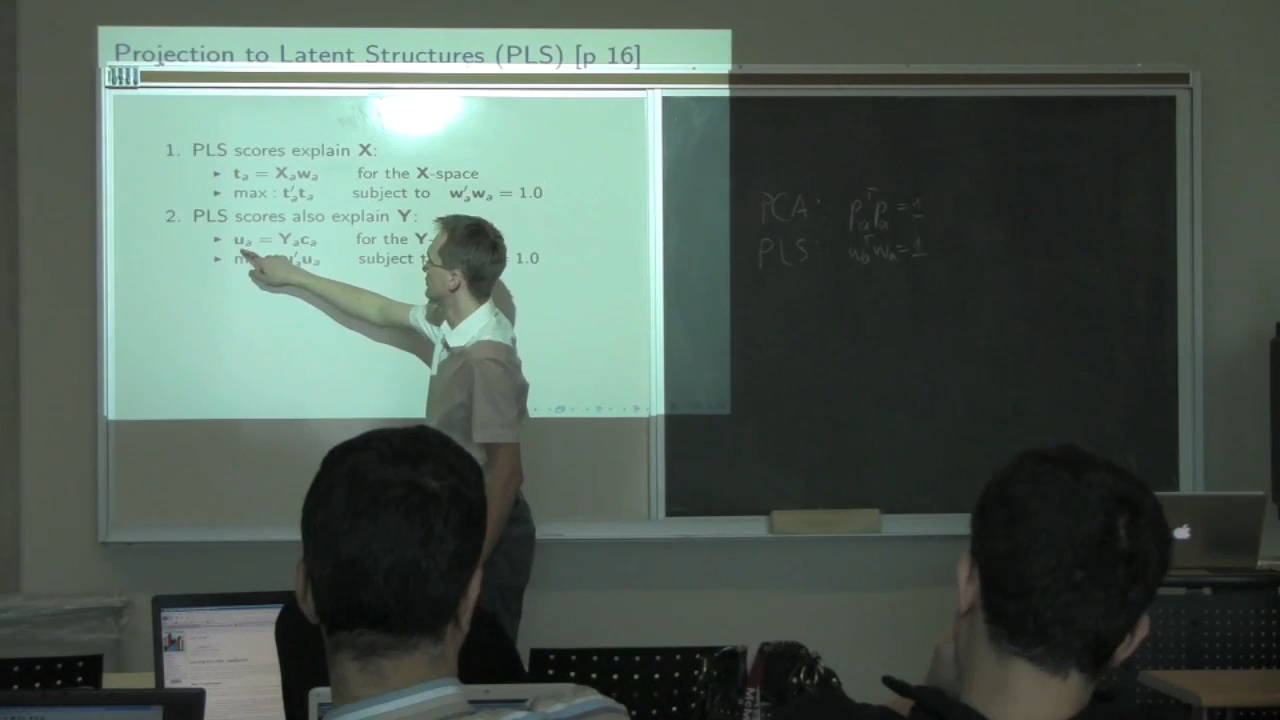 Projection to Latent Structures (PLS) [p 16]
1. PLS scores explain X:
▸ tₐ = Xₐwₐ for the X-space
▸ max : t′ₐtₐ subject to w′ₐwₐ = 1.0
2. PLS scores also explain Y:
▸ uₐ = Yₐcₐ for the Y-
▸ u′ₐuₐ subject 1.0
PCA: pₐᵀpₐ = 1
PLS: wₐᵀwₐ = 1